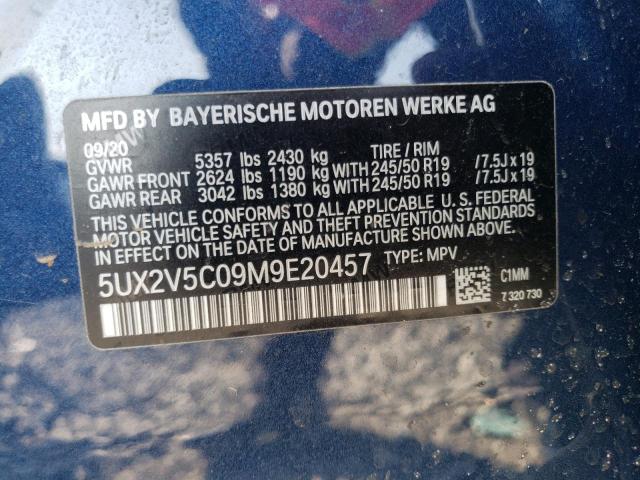 MFD BY BAYERISCHE MOTOREN WERKE AG
09/20 TIRE / RIM
GVWR 5357 lbs 2430 kg
GAWR FRONT 2624 lbs 1190 kg WITH 245/50 R19 /7.5J x 19
GAWR REAR 3042 lbs 1380 kg WITH 245/50 R19 /7.5J x 19
THIS VEHICLE CONFORMS TO ALL APPLICABLE U. S. FEDERAL
MOTOR VEHICLE SAFETY AND THEFT PREVENTION STANDARDS
IN EFFECT ON THE DATE OF MANUFACTURE SHOWN ABOVE.
5UX2V5C09M9E20457 TYPE: MPV
C1MM
7 320 730